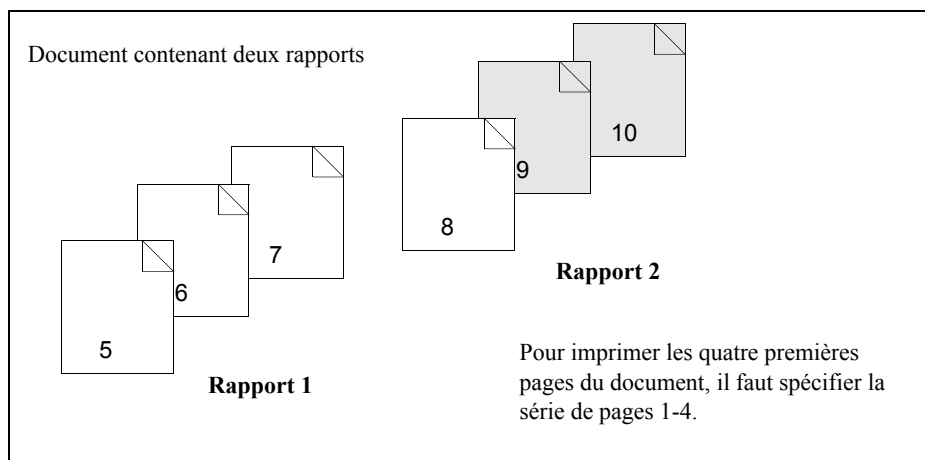 Document contenant deux rapports
10
9
8
7
6
5
Rapport 2
Rapport 1
Pour imprimer les quatre premières
pages du document, il faut spécifier la
série de pages 1-4.